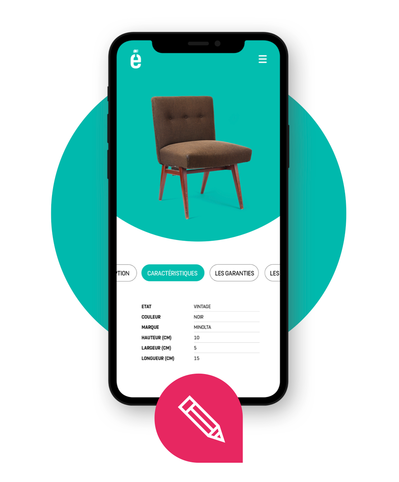 é
PTION
CARACTÉRISTIQUES
LES GARANTIES
LES
ETAT VINTAGE
COULEUR NOIR
MARQUE MINOLTA
HAUTEUR (CM) 10
LARGEUR (CM) 5
LONGUEUR (CM) 15